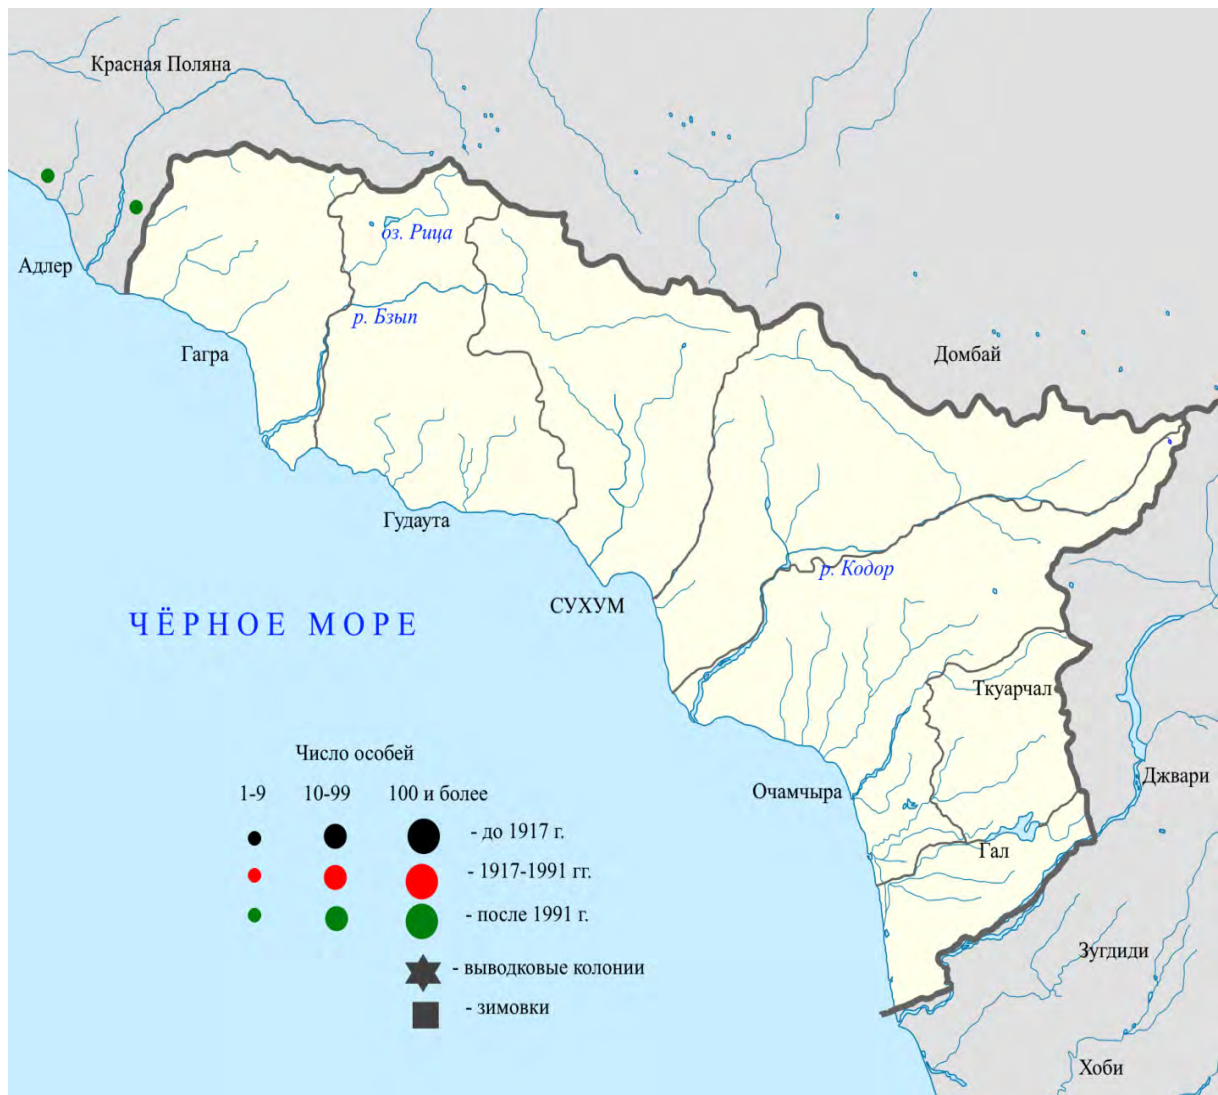 Красная Поляна
оз. Рица
Адлер
р. Бзып
Гагра
Домбай
Гудаута
р. Кодор
СУХУМ
ЧЁРНОЕ МОРЕ
Ткуарчал
Число особей
Джвари
1-9 10-99 100 и более
Очамчыра
- до 1917 г.
Гал
- 1917-1991 гг.
- после 1991 г.
Зугдиди
- выводковые колонии
- зимовки
Хоби